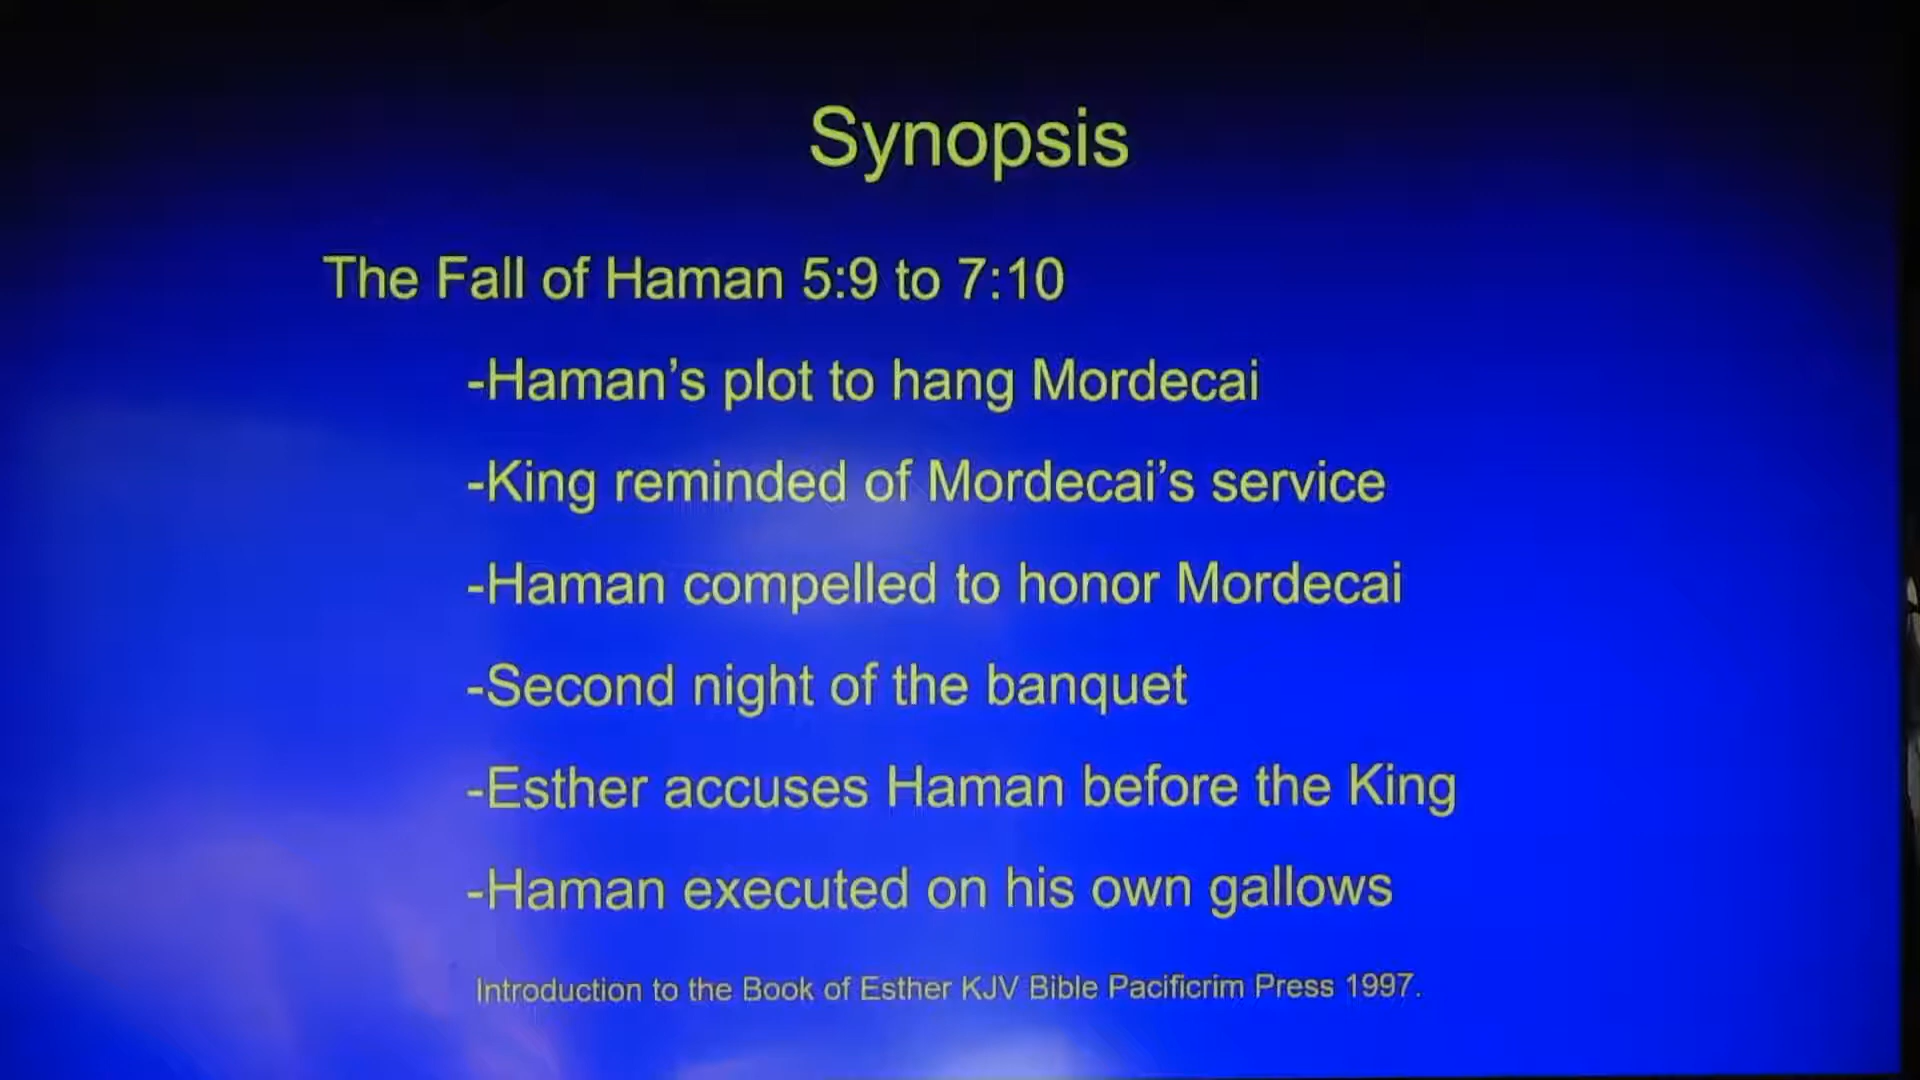 Synopsis
The Fall of Haman 5:9 to 7:10
-Haman’s plot to hang Mordecai
-King reminded of Mordecai’s service
-Haman compelled to honor Mordecai
-Second night of the banquet
-Esther accuses Haman before the King
-Haman executed on his own gallows
Introduction to the Book of Esther KJV Bible Pacificrim Press 1997.